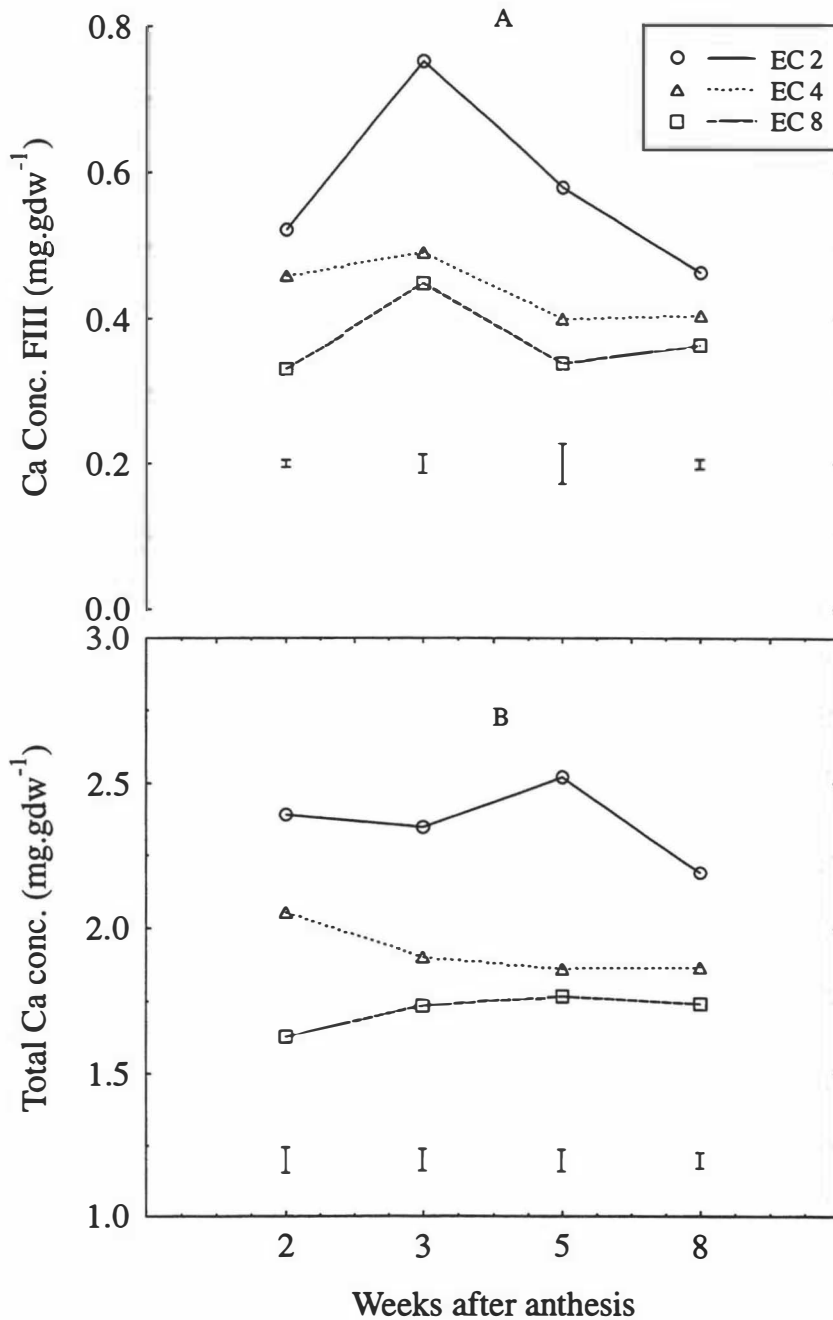 A
EC 2
EC 4
EC 8
Ca Conc. FIII (mg.gdw⁻¹)
0.8
0.6
0.4
0.2
0.0
B
Total Ca conc. (mg.gdw⁻¹)
3.0
2.5
2.0
1.5
1.0
2 3 5 8
Weeks after anthesis